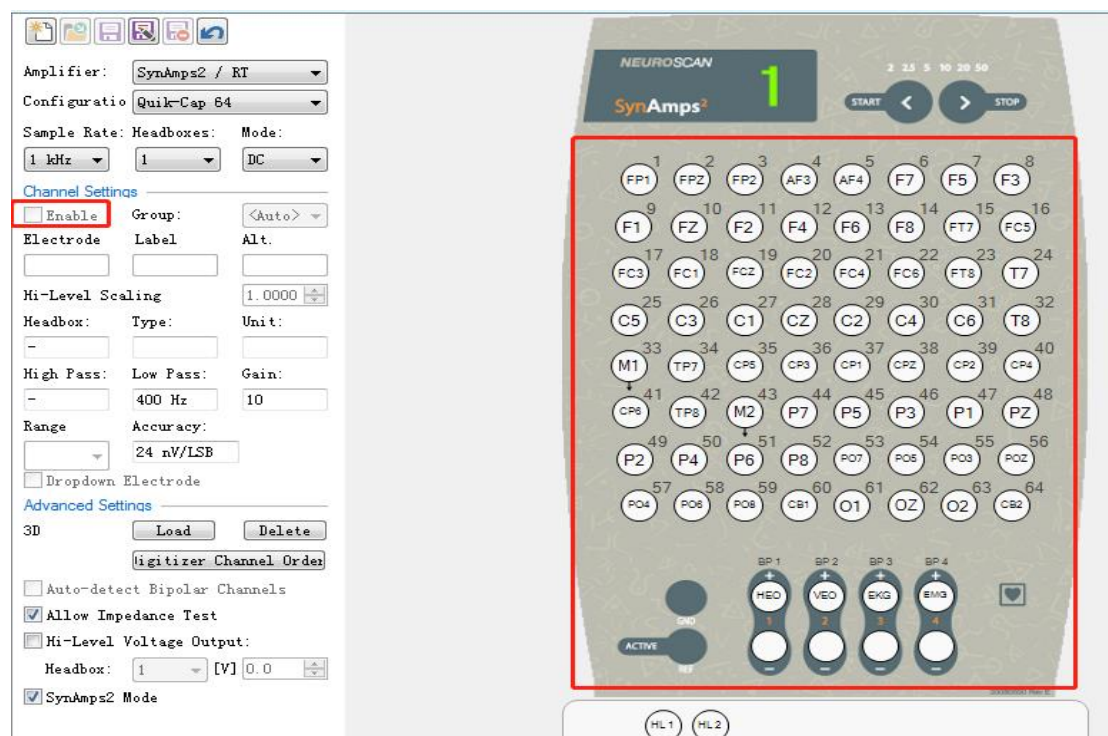 Amplifier: SynAmps2 / RT
Configuratio Quik-Cap 64
Sample Rate: Headboxes: Mode:
1 kHz 1 DC
Channel Settings
Enable Group: <Auto>
Electrode Label Alt.
Hi-Level Scaling 1.0000
Headbox: Type: Unit:
-
High Pass: Low Pass: Gain:
- 400 Hz 10
Range Accuracy:
24 nV/LSB
Dropdown Electrode
Advanced Settings
3D Load Delete
igitizer Channel Order
Auto-detect Bipolar Channels
Allow Impedance Test
Hi-Level Voltage Output:
Headbox: 1 [V] 0.0
SynAmps2 Mode
NEUROSCAN
SynAmps²
1
2 2.5 5 10 20 50
START < > STOP
1 2 3 4 5 6 7 8
FP1 FPZ FP2 AF3 AF4 F7 F5 F3
9 10 11 12 13 14 15 16
F1 FZ F2 F4 F6 F8 FT7 FC5
17 18 19 20 21 22 23 24
FC3 FC1 FCZ FC2 FC4 FC6 FT8 T7
25 26 27 28 29 30 31 32
C5 C3 C1 CZ C2 C4 C6 T8
33 34 35 36 37 38 39 40
M1 TP7 CP5 CP3 CP1 CPZ CP2 CP4
41 42 43 44 45 46 47 48
CP6 TP8 M2 P7 P5 P3 P1 PZ
49 50 51 52 53 54 55 56
P2 P4 P6 P8 PO7 PO5 PO3 POZ
57 58 59 60 61 62 63 64
PO4 PO6 PO8 CB1 O1 OZ O2 CB2
BP 1 BP 2 BP 3 BP 4
+ + + +
HEO VEO EKG EMG
GND 1 2 3 4
ACTIVE
REF - - - -
HL 1 HL 2